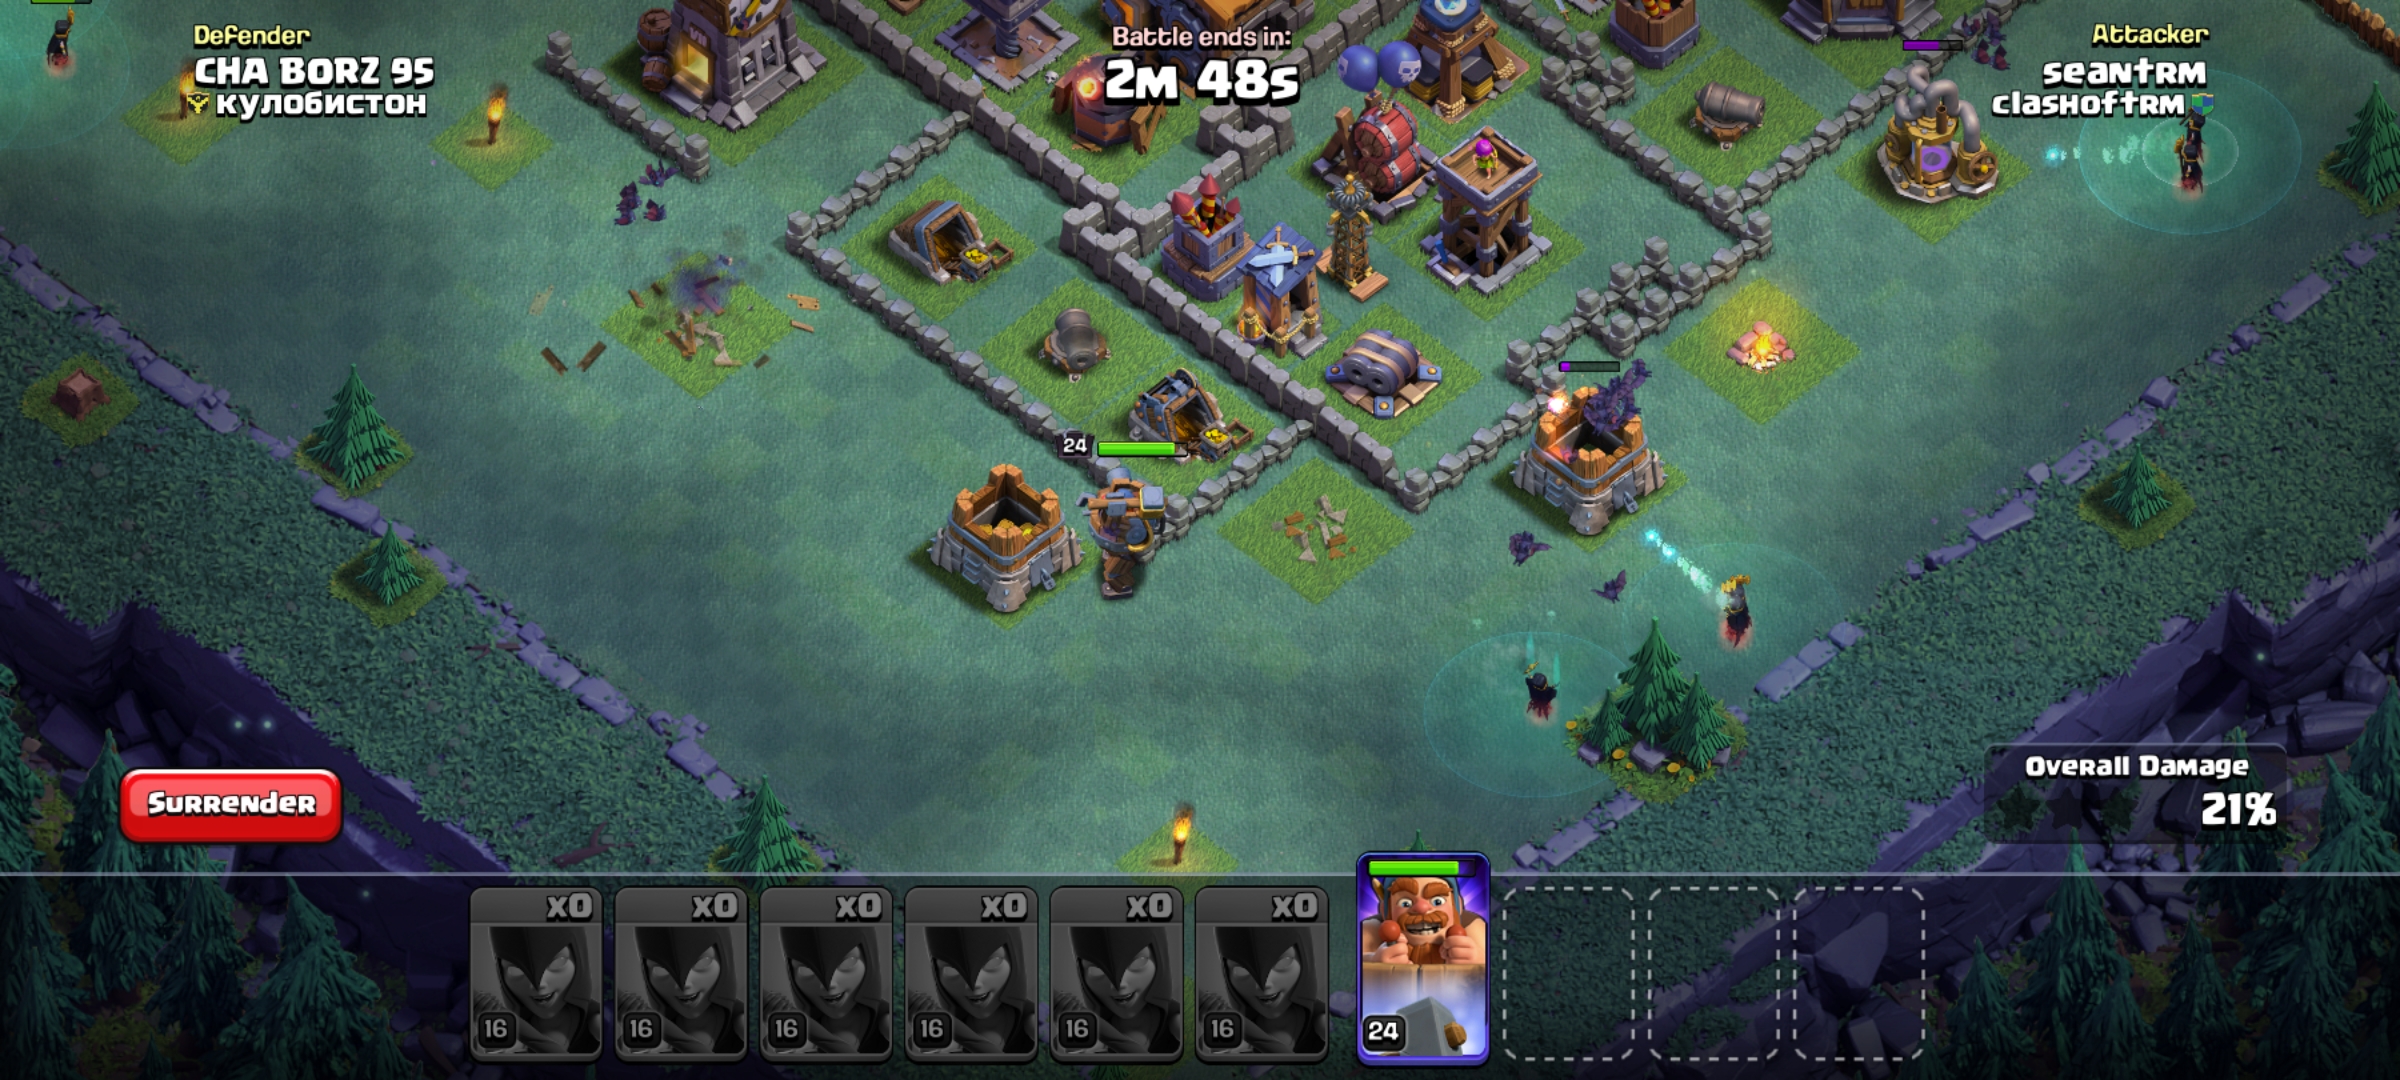 Defender
CHA BORZ 95
кулобистон
Battle ends in:
2M 48s
Attacker
seantRM
clashoftRM
24
Surrender
Overall Damage
21%
x0
x0
x0
x0
x0
x0
16
16
16
16
16
16
24